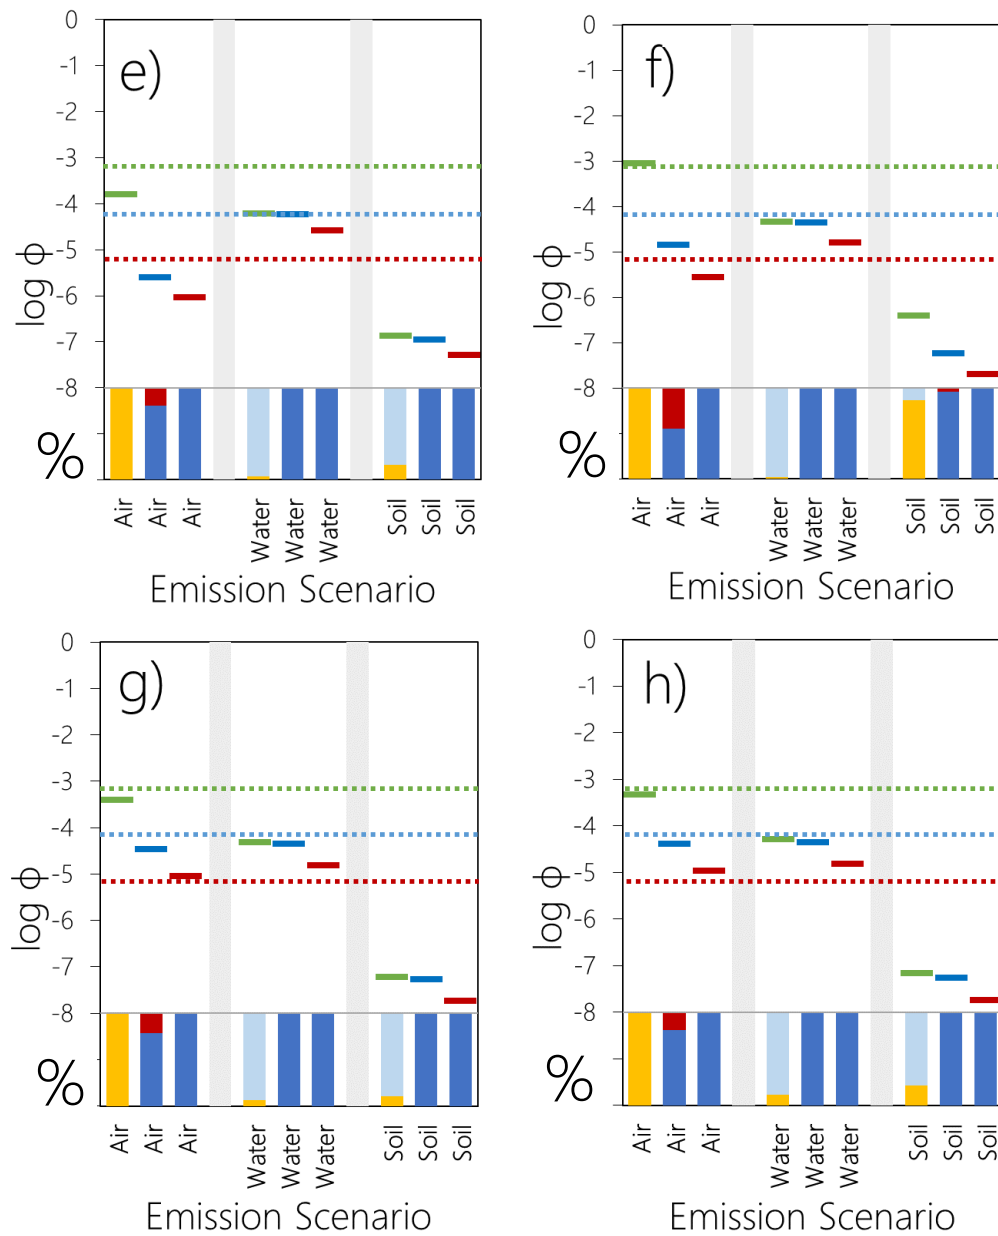 e)
0
-1
-2
-3
-4
-5
-6
-7
-8
log ϕ
%
Air Air Air Water Water Water Soil Soil Soil
Emission Scenario
f)
0
-1
-2
-3
-4
-5
-6
-7
-8
log ϕ
%
Air Air Air Water Water Water Soil Soil Soil
Emission Scenario
g)
0
-1
-2
-3
-4
-5
-6
-7
-8
log ϕ
%
Air Air Air Water Water Water Soil Soil Soil
Emission Scenario
h)
0
-1
-2
-3
-4
-5
-6
-7
-8
log ϕ
%
Air Air Air Water Water Water Soil Soil Soil
Emission Scenario